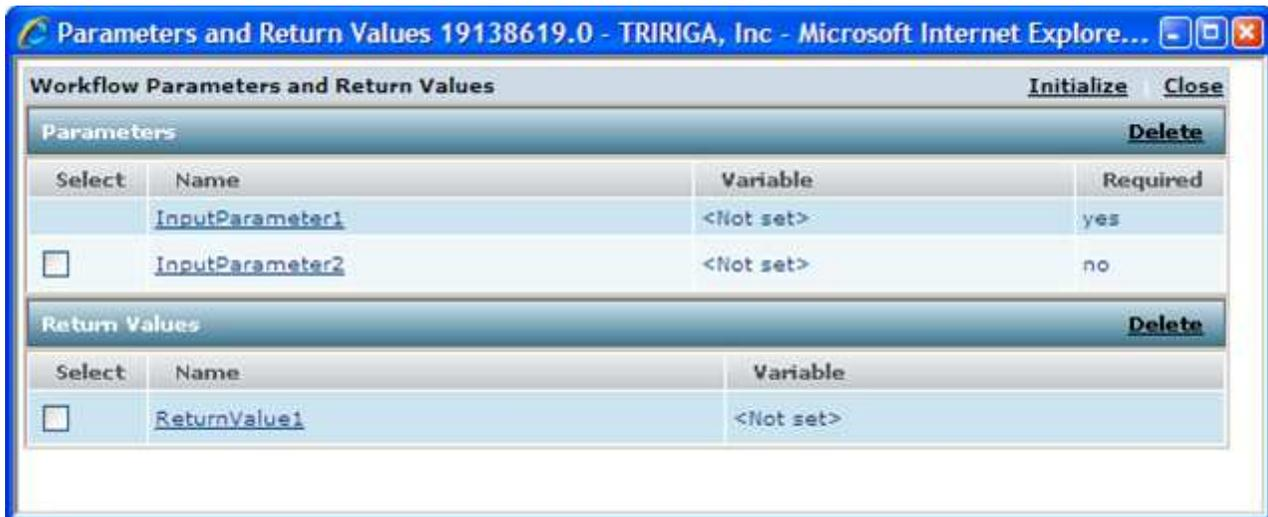 Parameters and Return Values 19138619.0 - TRIRIGA, Inc - Microsoft Internet Explore...
Workflow Parameters and Return Values Initialize Close
Parameters Delete
Select Name Variable Required
InputParameter1 <Not set> yes
InputParameter2 <Not set> no
Return Values Delete
Select Name Variable
ReturnValue1 <Not set>